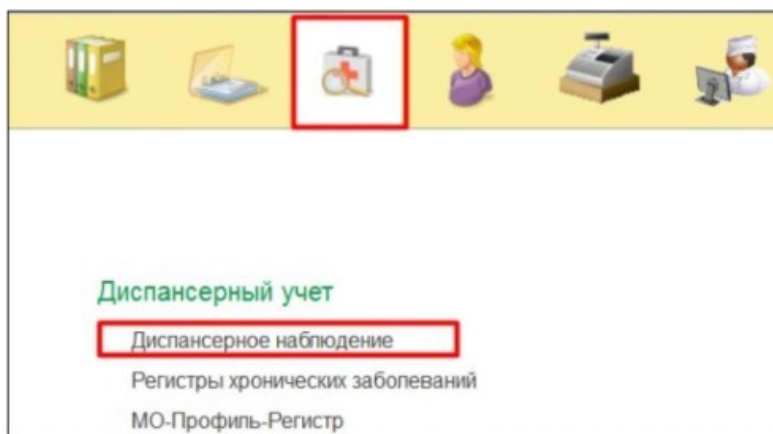 Диспансерный учет
Диспансерное наблюдение
Регистры хронических заболеваний
МО-Профиль-Регистр